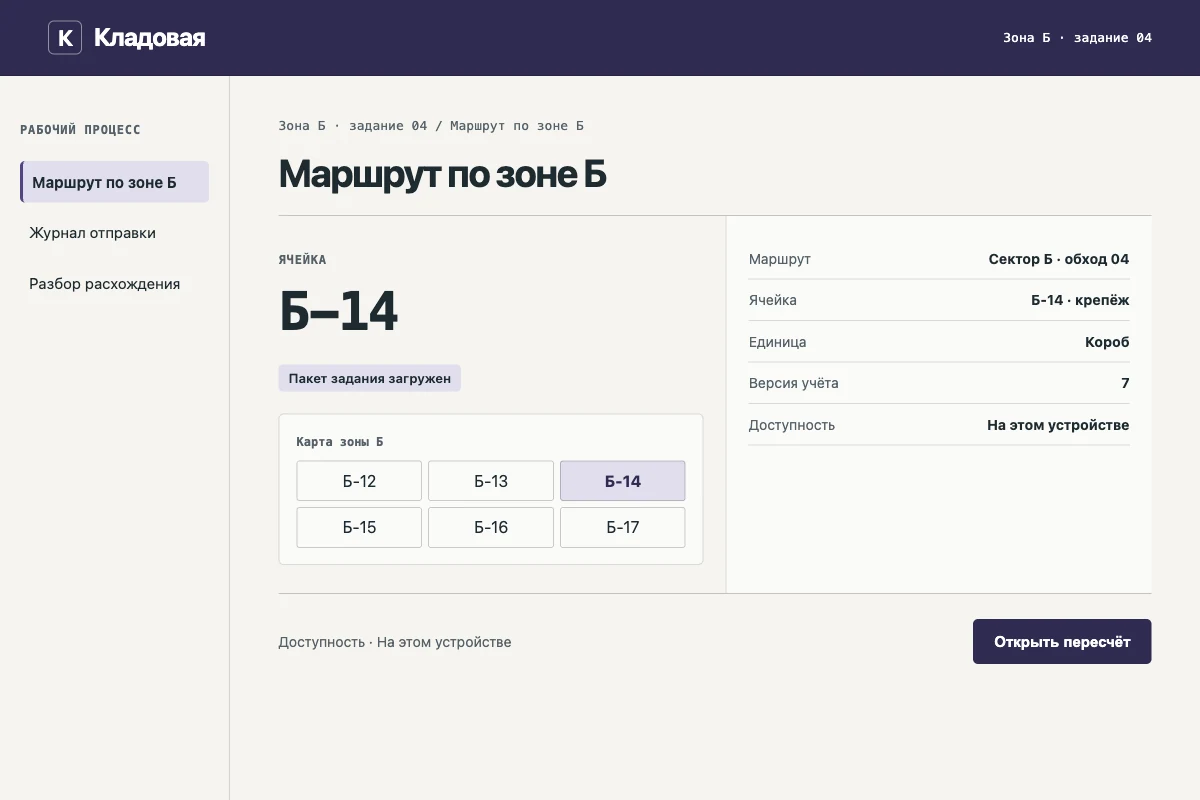 К Кладовая
Зона Б · задание 04
РАБОЧИЙ ПРОЦЕСС
Маршрут по зоне Б
Журнал отправки
Разбор расхождения
Зона Б · задание 04 / Маршрут по зоне Б
Маршрут по зоне Б
ЯЧЕЙКА
Б–14
Пакет задания загружен
Карта зоны Б
Б-12 Б-13 Б-14
Б-15 Б-16 Б-17
Маршрут Сектор Б · обход 04
Ячейка Б-14 · крепёж
Единица Короб
Версия учёта 7
Доступность На этом устройстве
Доступность · На этом устройстве
Открыть пересчёт